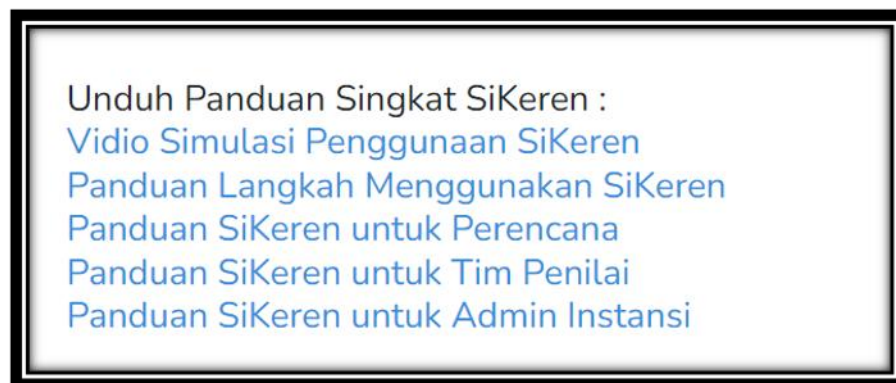 Unduh Panduan Singkat SiKeren :
Vidio Simulasi Penggunaan SiKeren
Panduan Langkah Menggunakan SiKeren
Panduan SiKeren untuk Perencana
Panduan SiKeren untuk Tim Penilai
Panduan SiKeren untuk Admin Instansi